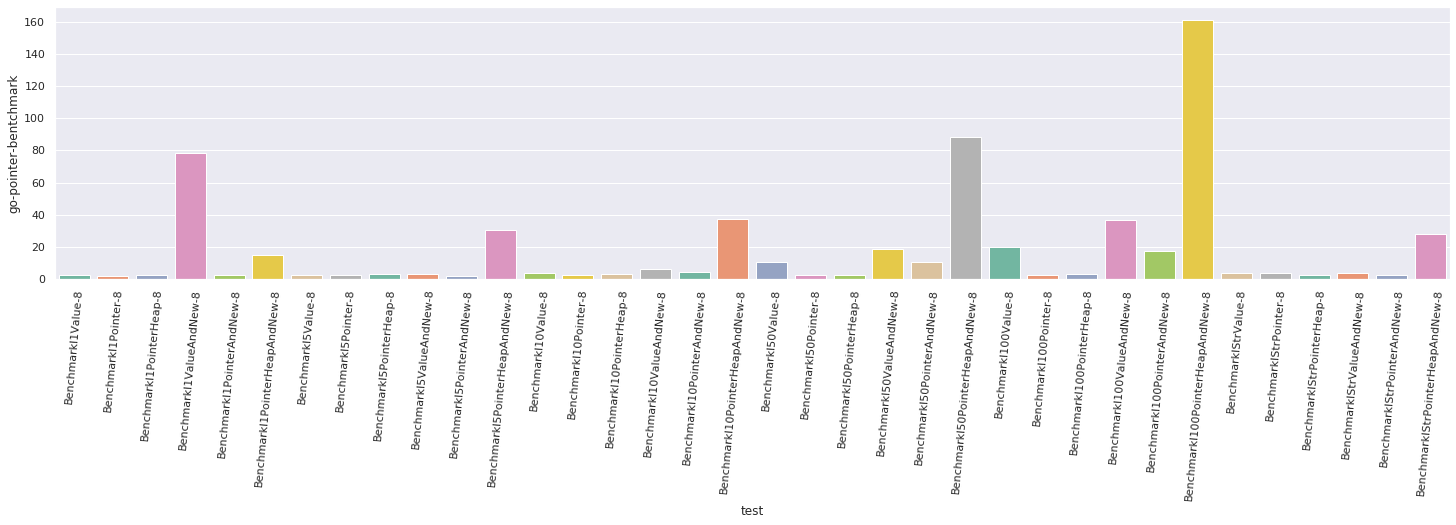 go-pointer-bentchmark
160
140
120
100
80
60
40
20
0
BenchmarkI1Value-8
BenchmarkI1Pointer-8
BenchmarkI1PointerHeap-8
BenchmarkI1ValueAndNew-8
BenchmarkI1PointerAndNew-8
BenchmarkI1PointerHeapAndNew-8
BenchmarkI5Value-8
BenchmarkI5Pointer-8
BenchmarkI5PointerHeap-8
BenchmarkI5ValueAndNew-8
BenchmarkI5PointerAndNew-8
BenchmarkI5PointerHeapAndNew-8
BenchmarkI10Value-8
BenchmarkI10Pointer-8
BenchmarkI10PointerHeap-8
BenchmarkI10ValueAndNew-8
BenchmarkI10PointerAndNew-8
BenchmarkI10PointerHeapAndNew-8
BenchmarkI50Value-8
BenchmarkI50Pointer-8
BenchmarkI50PointerHeap-8
BenchmarkI50ValueAndNew-8
BenchmarkI50PointerAndNew-8
BenchmarkI50PointerHeapAndNew-8
BenchmarkI100Value-8
BenchmarkI100Pointer-8
BenchmarkI100PointerHeap-8
BenchmarkI100ValueAndNew-8
BenchmarkI100PointerAndNew-8
BenchmarkI100PointerHeapAndNew-8
BenchmarkIStrValue-8
BenchmarkIStrPointer-8
BenchmarkIStrPointerHeap-8
BenchmarkIStrValueAndNew-8
BenchmarkIStrPointerAndNew-8
BenchmarkIStrPointerHeapAndNew-8
test